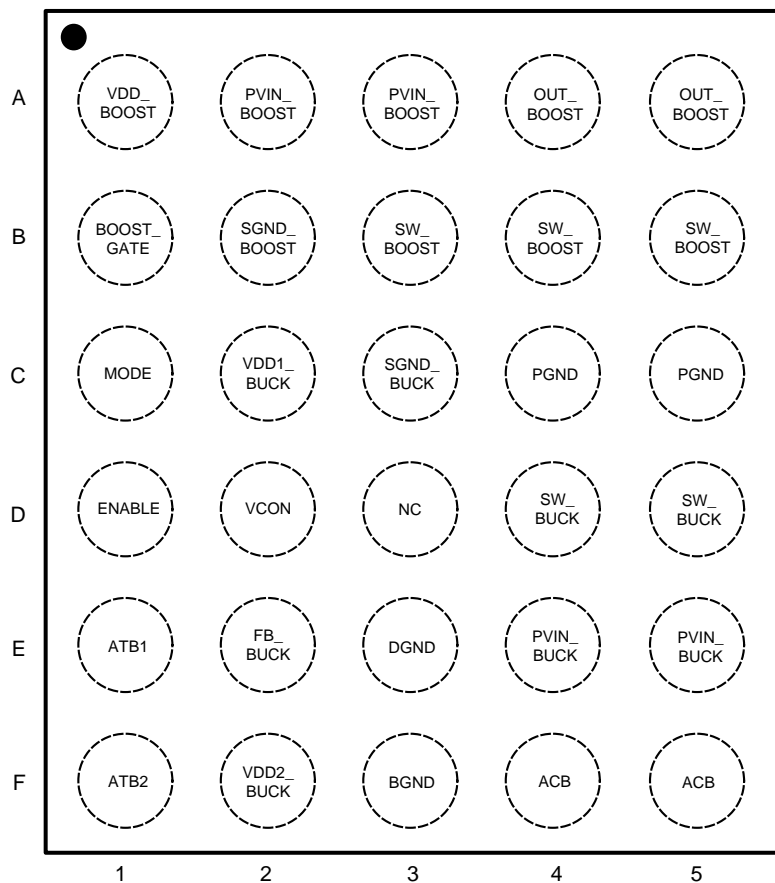 A
VDD_
BOOST
PVIN_
BOOST
PVIN_
BOOST
OUT_
BOOST
OUT_
BOOST
B
BOOST_
GATE
SGND_
BOOST
SW_
BOOST
SW_
BOOST
SW_
BOOST
C
MODE
VDD1_
BUCK
SGND_
BUCK
PGND
PGND
D
ENABLE
VCON
NC
SW_
BUCK
SW_
BUCK
E
ATB1
FB_
BUCK
DGND
PVIN_
BUCK
PVIN_
BUCK
F
ATB2
VDD2_
BUCK
BGND
ACB
ACB
1 2 3 4 5